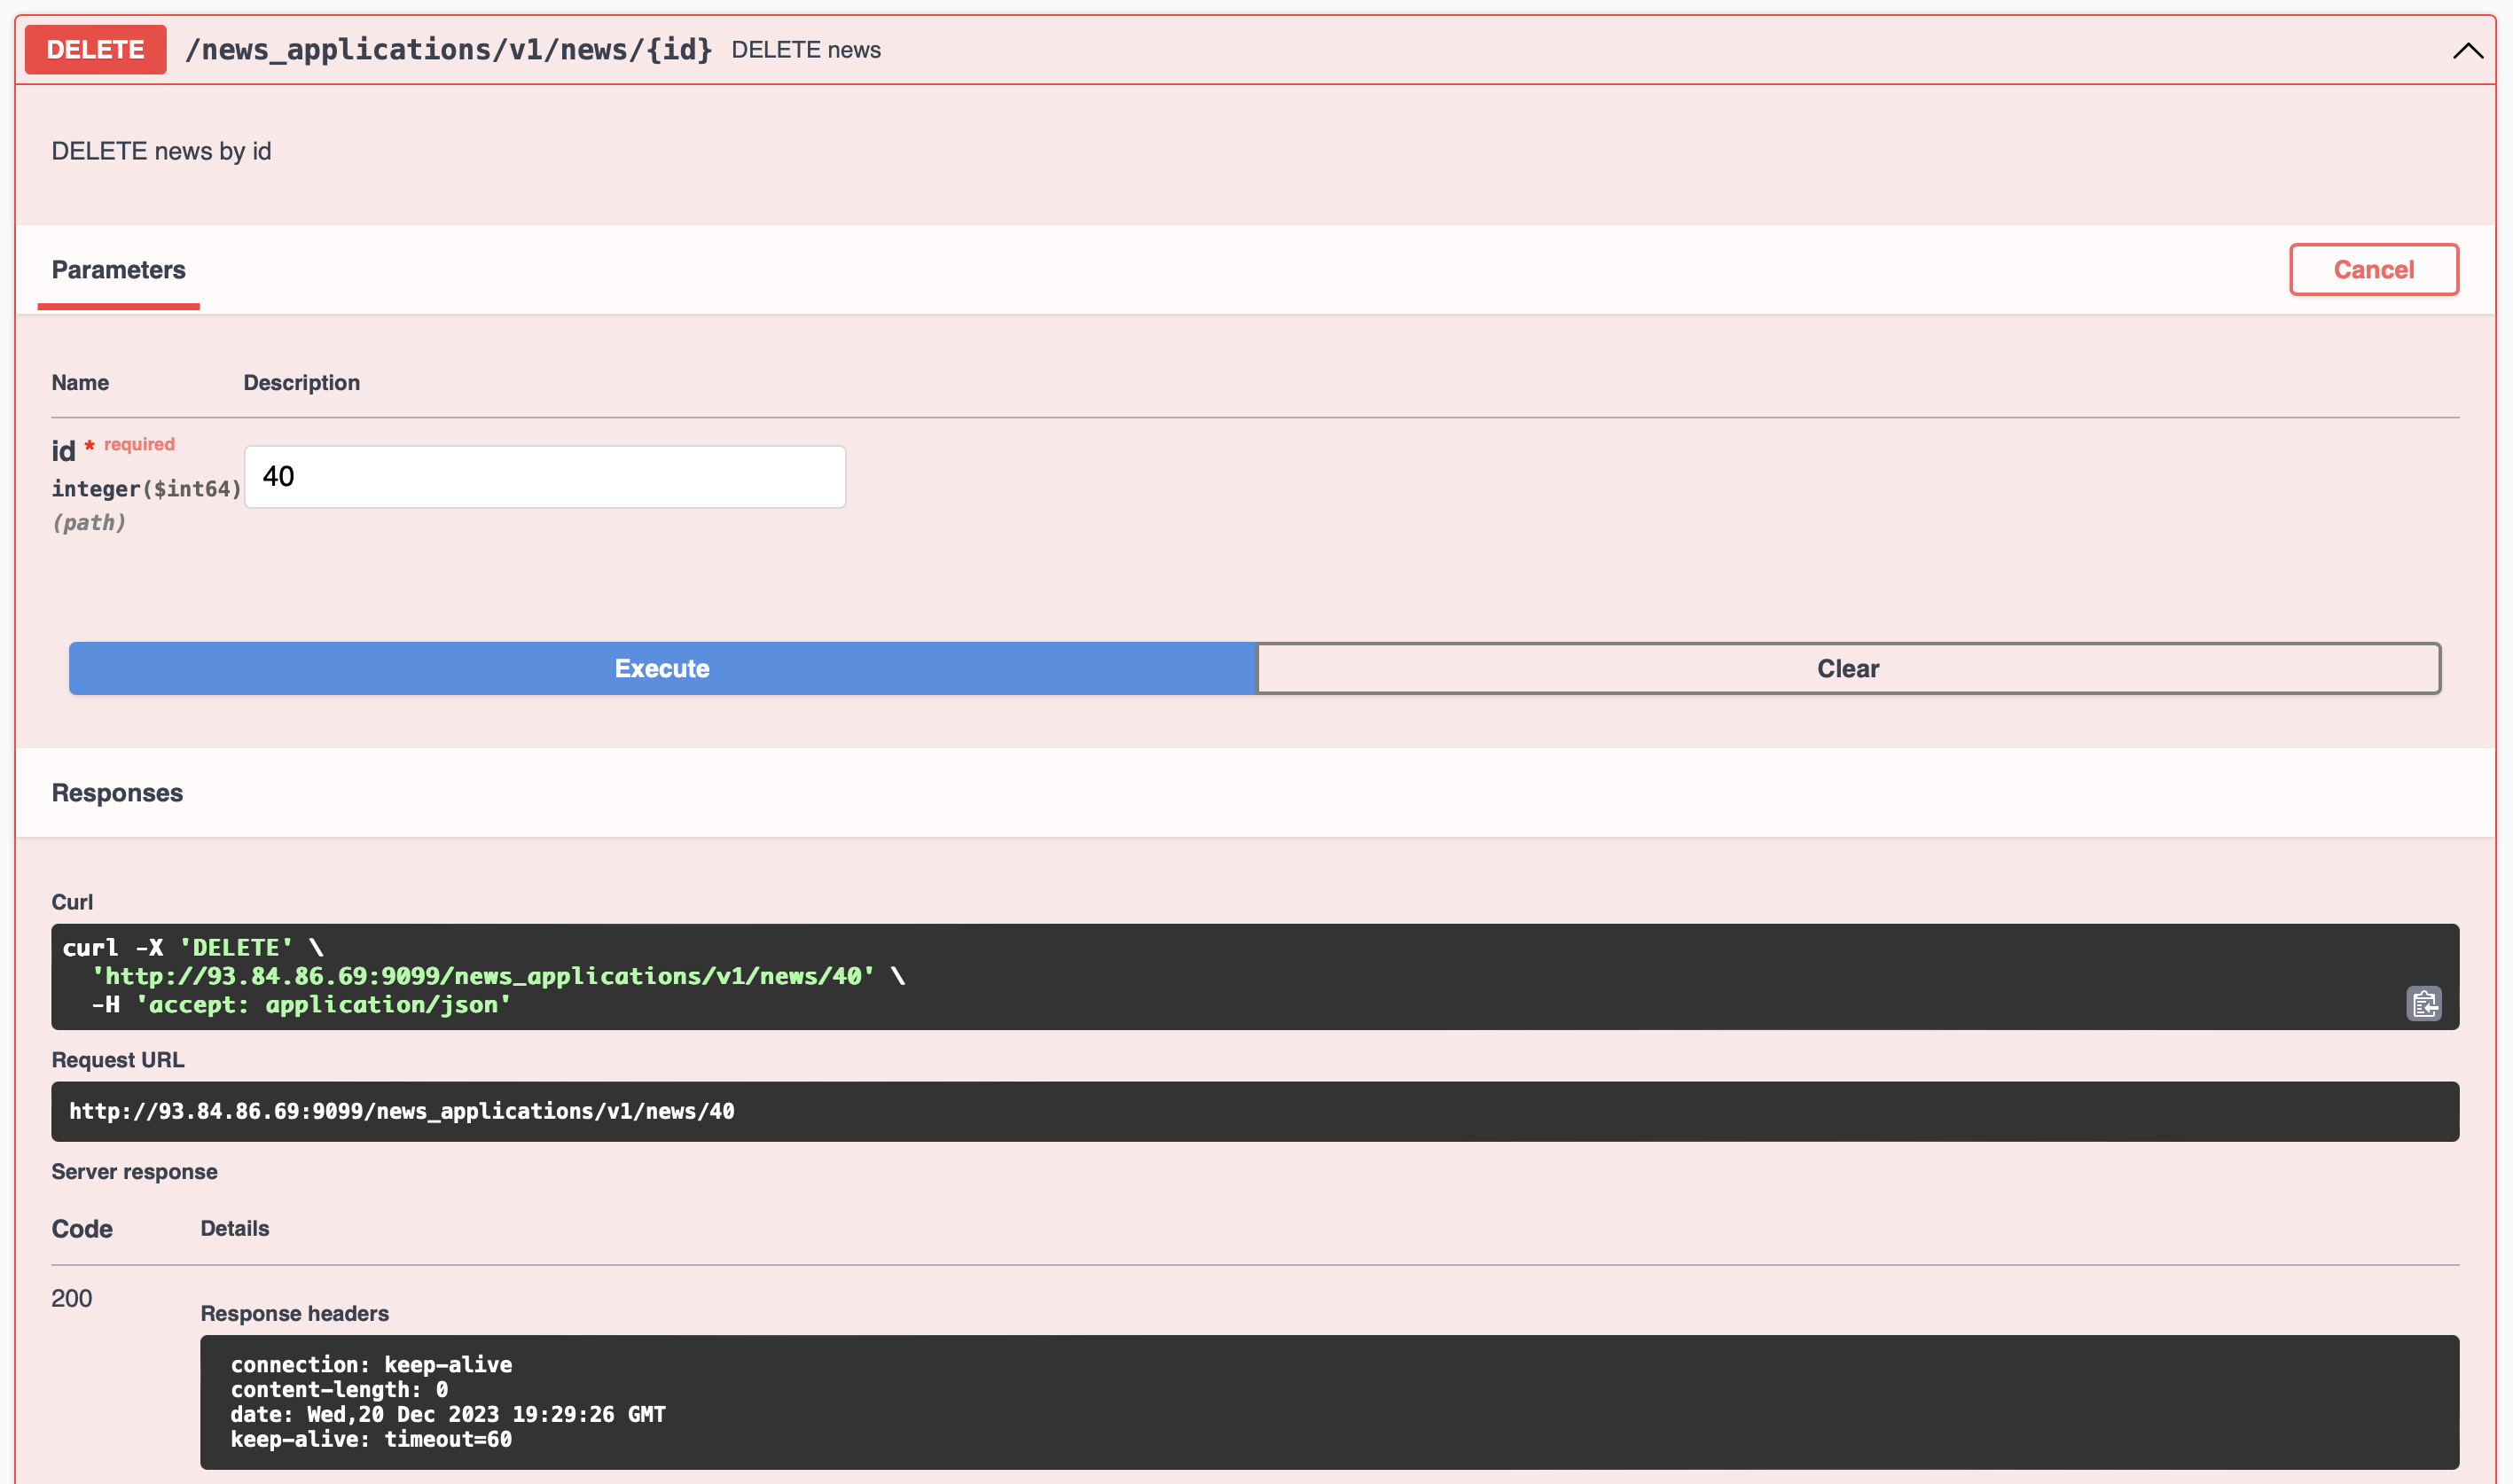 DELETE /news_applications/v1/news/{id} DELETE news
DELETE news by id
Parameters
Cancel
Name Description
id * required
integer($int64)
(path)
40
Execute
Clear
Responses
Curl
curl -X 'DELETE' \
  'http://93.84.86.69:9099/news_applications/v1/news/40' \
  -H 'accept: application/json'
Request URL
http://93.84.86.69:9099/news_applications/v1/news/40
Server response
Code Details
200
Response headers
connection: keep-alive
content-length: 0
date: Wed,20 Dec 2023 19:29:26 GMT
keep-alive: timeout=60